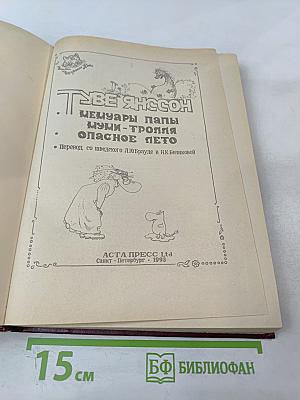 ТУВЕ ЯНССОН
МЕМУАРЫ ПАПЫ
МУМИ-ТРОЛЛЯ
ОПАСНОЕ ЛЕТО
Перевод со шведского Л.Ю.Брауде и Н.К.Беляковой
АСТА ПРЕСС Ltd
Санкт-Петербург • 1993
15 см
БФ БИБЛИОФАН